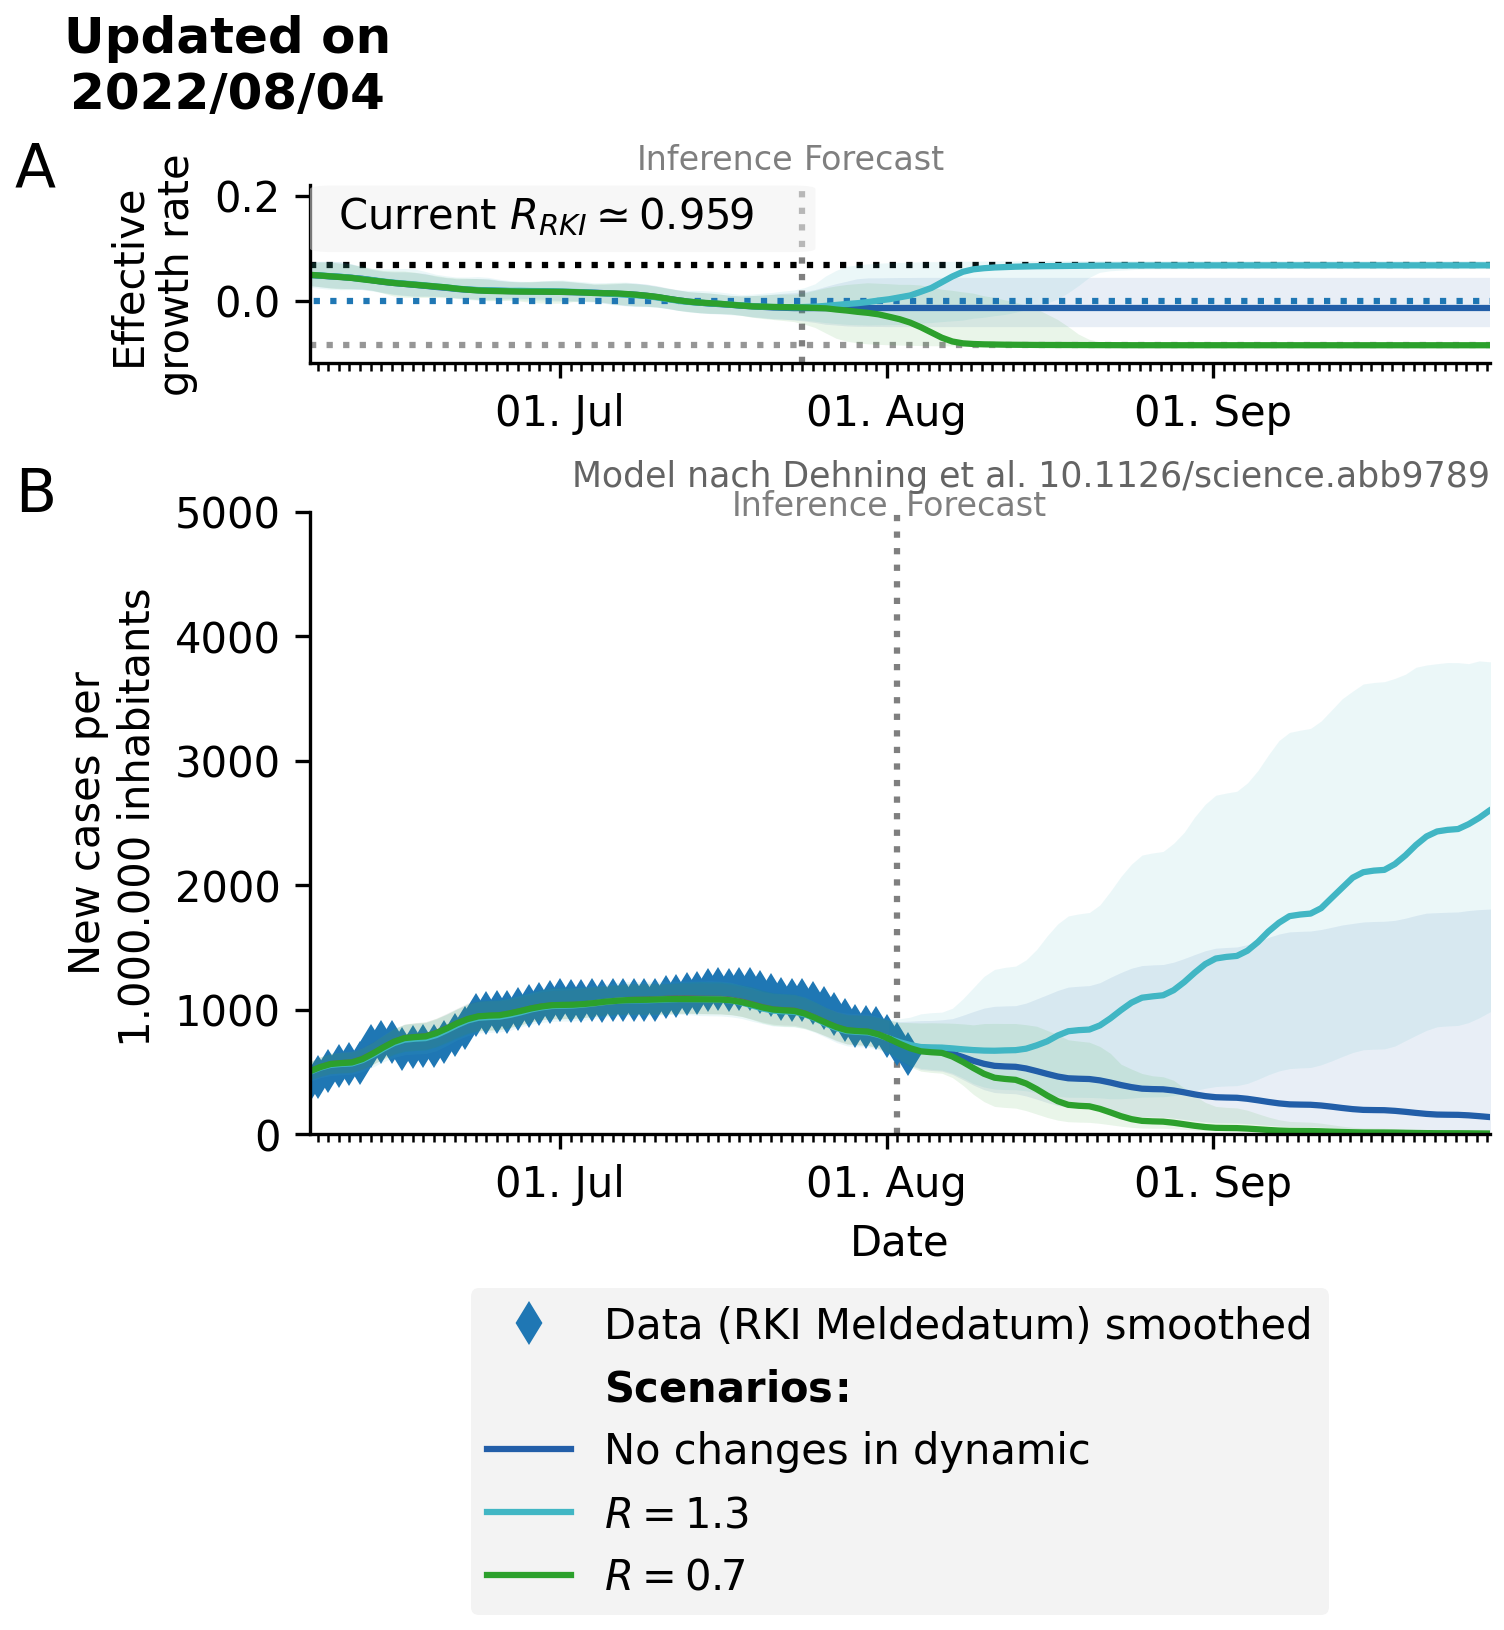 Updated on
2022/08/04
A
Inference Forecast
Effective
growth rate
0.2
0.0
Current R_RKI ≃ 0.959
01. Jul
01. Aug
01. Sep
B
Model nach Dehning et al. 10.1126/science.abb9789
Inference Forecast
New cases per
1.000.000 inhabitants
5000
4000
3000
2000
1000
0
01. Jul
01. Aug
01. Sep
Date
Data (RKI Meldedatum) smoothed
Scenarios:
No changes in dynamic
R = 1.3
R = 0.7